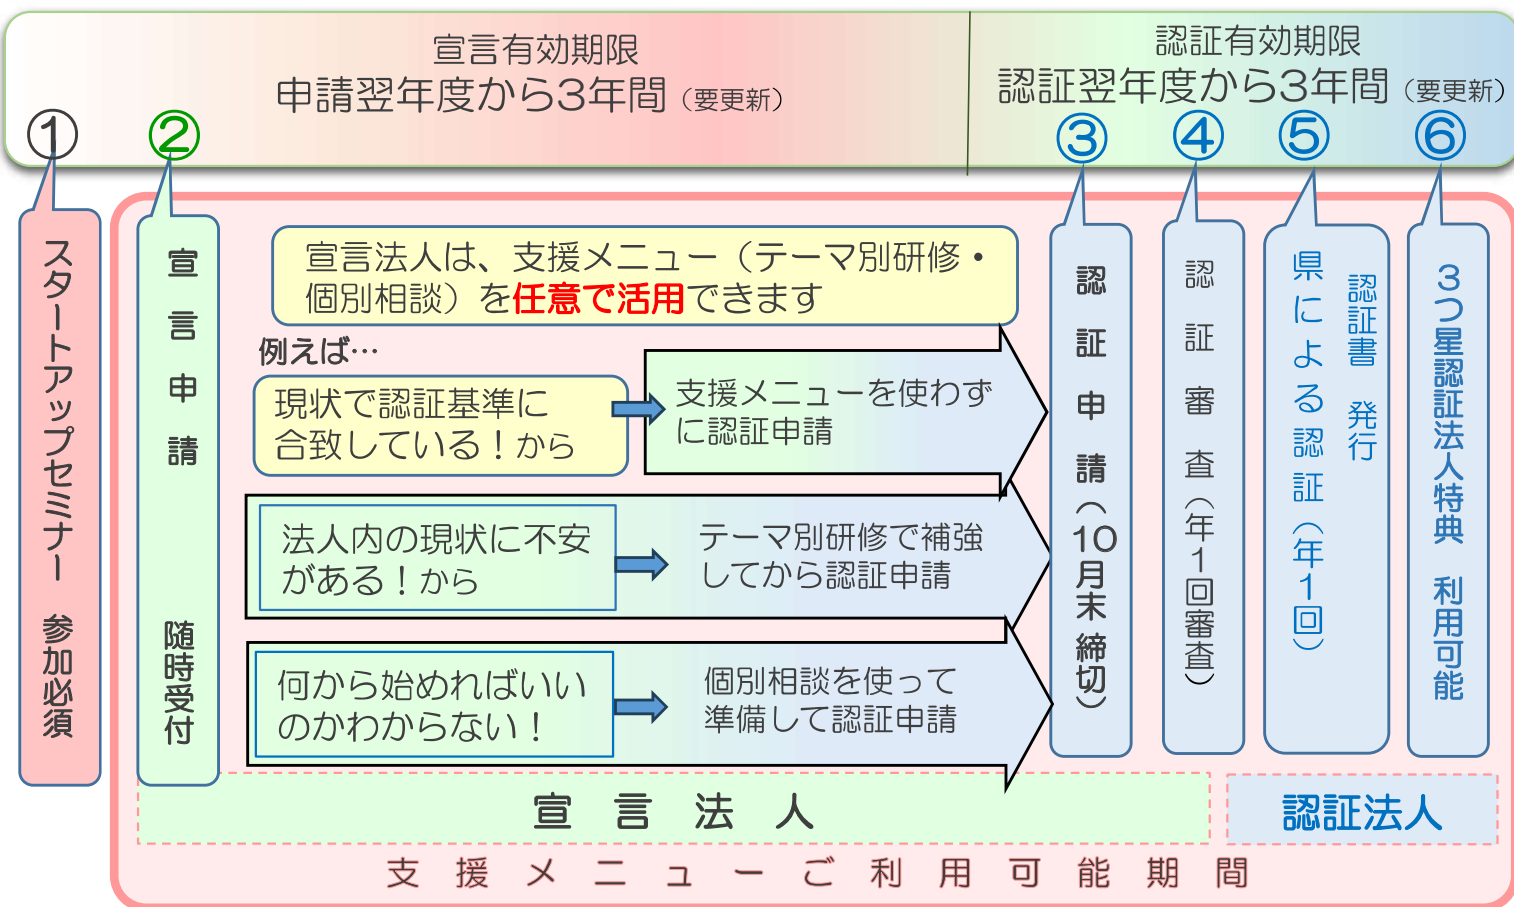 宣言有効期限
申請翌年度から3年間（要更新）
認証有効期限
認証翌年度から3年間（要更新）
①
スタートアップセミナー 参加必須
②
宣言申請 随時受付
宣言法人は、支援メニュー（テーマ別研修・
個別相談）を任意で活用できます
例えば…
現状で認証基準に
合致している！から
支援メニューを使わず
に認証申請
法人内の現状に不安
がある！から
テーマ別研修で補強
してから認証申請
何から始めればいい
のかわからない！
個別相談を使って
準備して認証申請
③
認証申請（10月末締切）
④
認証審査（年1回審査）
⑤
認証書 発行
県による認証（年1回）
⑥
3つ星認証法人特典 利用可能
宣言法人
認証法人
支援メニューご利用可能期間